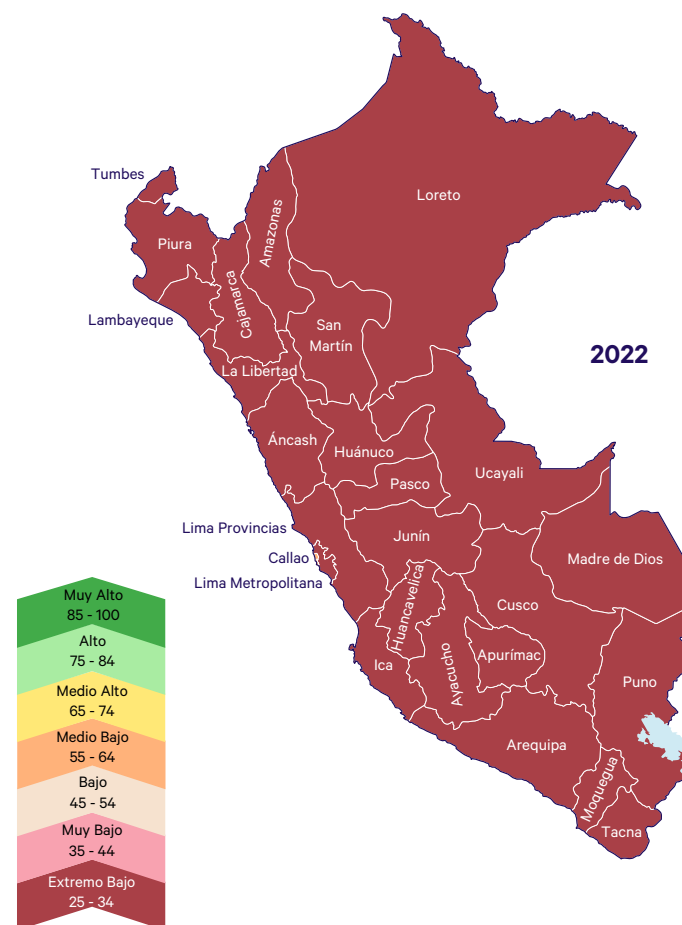 Tumbes
Loreto
Amazonas
Piura
Cajamarca
Lambayeque
San
Martín
2022
La Libertad
Áncash
Huánuco
Ucayali
Pasco
Lima Provincias
Junín
Callao
Madre de Dios
Lima Metropolitana
Huancavelica
Cusco
Apurímac
Ica
Ayacucho
Puno
Arequipa
Moquegua
Tacna
Muy Alto
85 - 100
Alto
75 - 84
Medio Alto
65 - 74
Medio Bajo
55 - 64
Bajo
45 - 54
Muy Bajo
35 - 44
Extremo Bajo
25 - 34